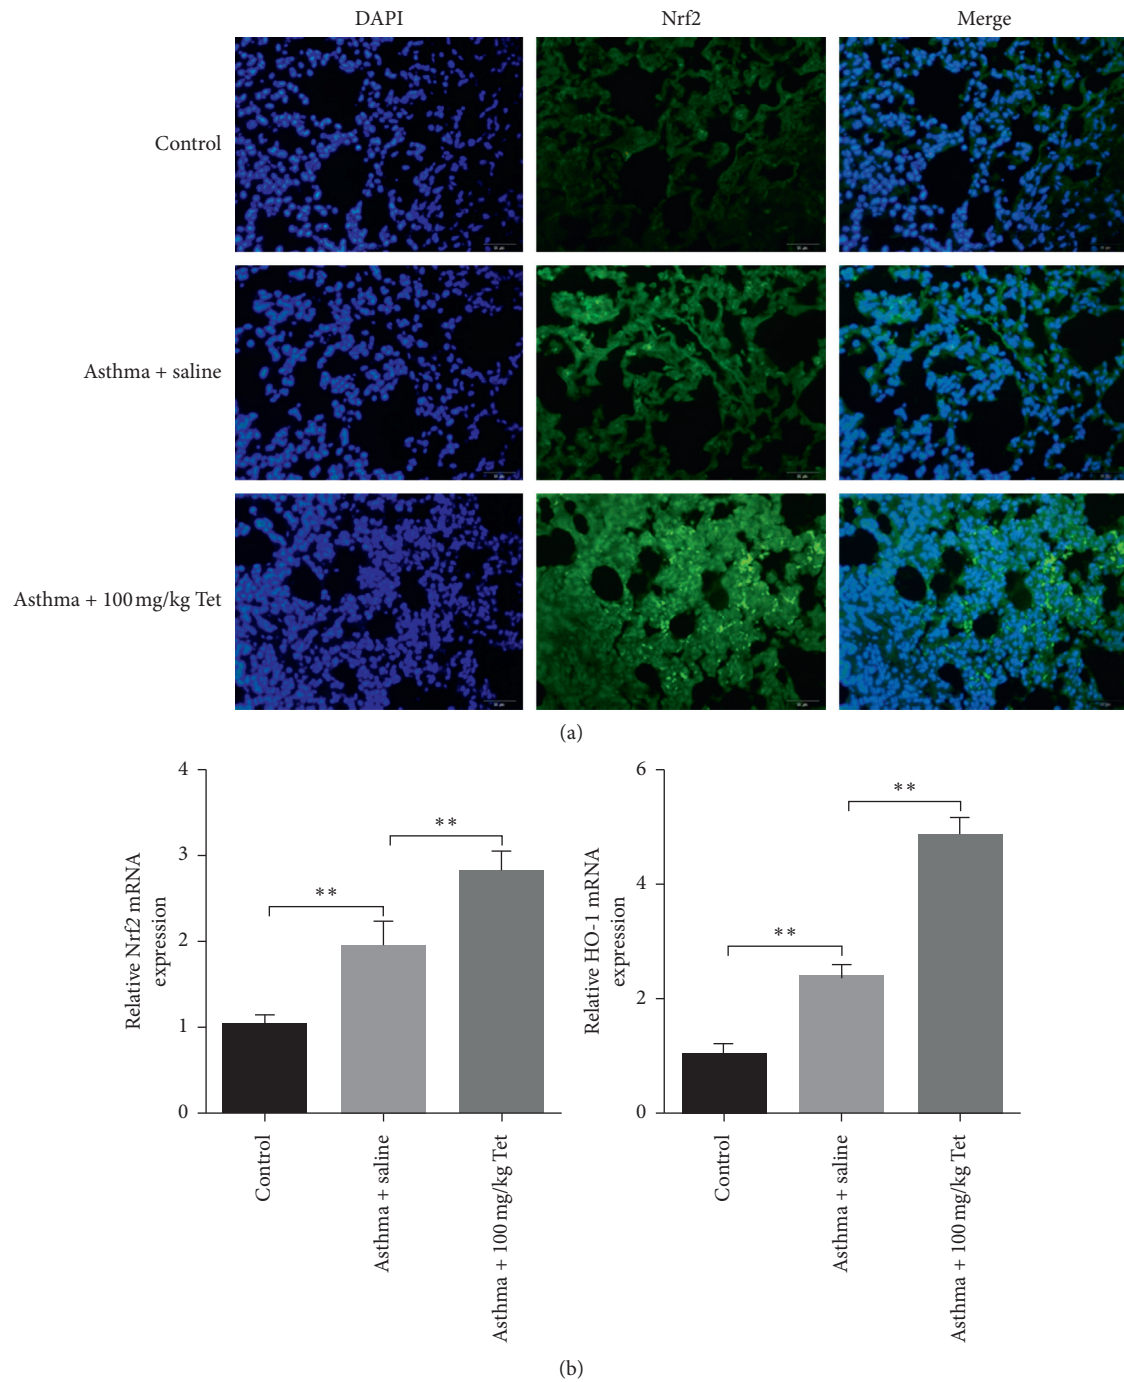 DAPI
Nrf2
Merge
Control
Asthma + saline
Asthma + 100 mg/kg Tet
(a)
Relative Nrf2 mRNA
expression
4
3
2
1
0
**
**
Control
Asthma + saline
Asthma + 100 mg/kg Tet
Relative HO-1 mRNA
expression
6
4
2
0
**
**
Control
Asthma + saline
Asthma + 100 mg/kg Tet
(b)